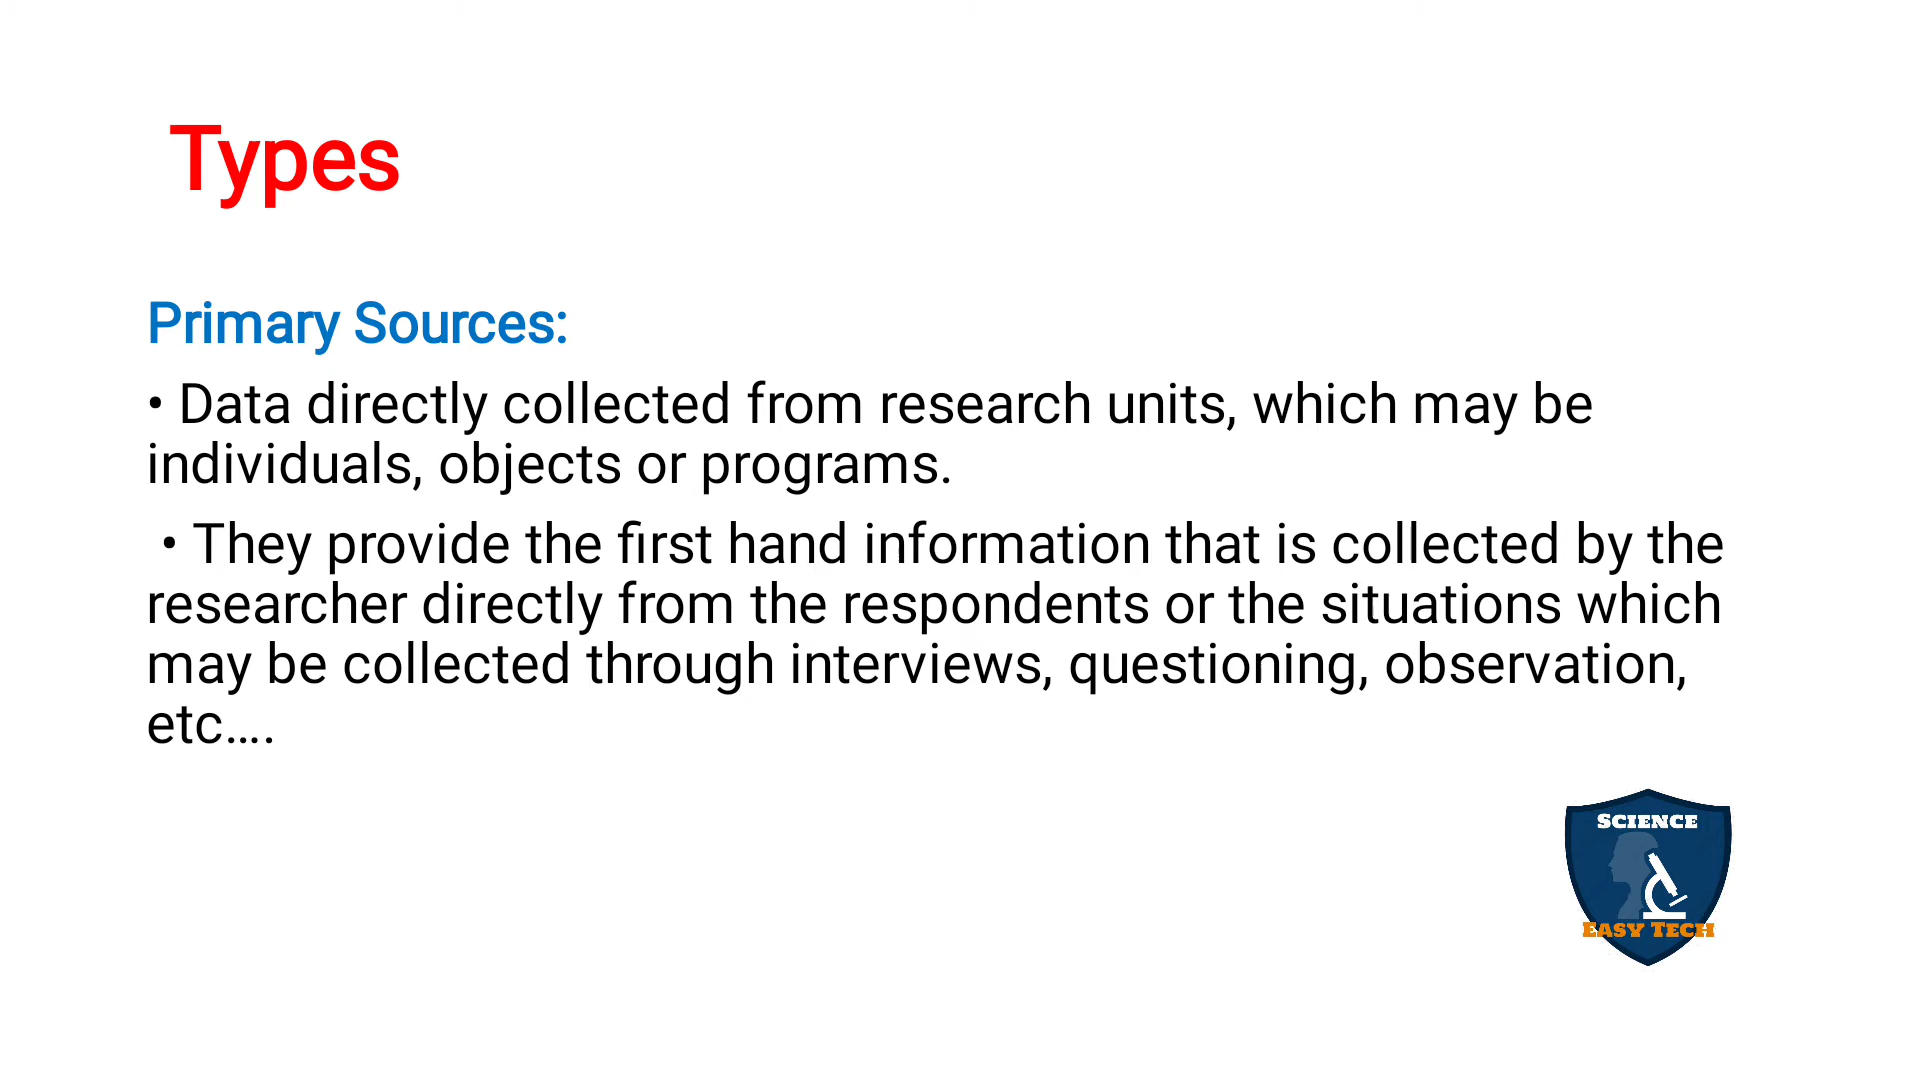 Types
Primary Sources:
• Data directly collected from research units, which may be
individuals, objects or programs.
• They provide the first hand information that is collected by the
researcher directly from the respondents or the situations which
may be collected through interviews, questioning, observation,
etc….
SCIENCE
EASY TECH